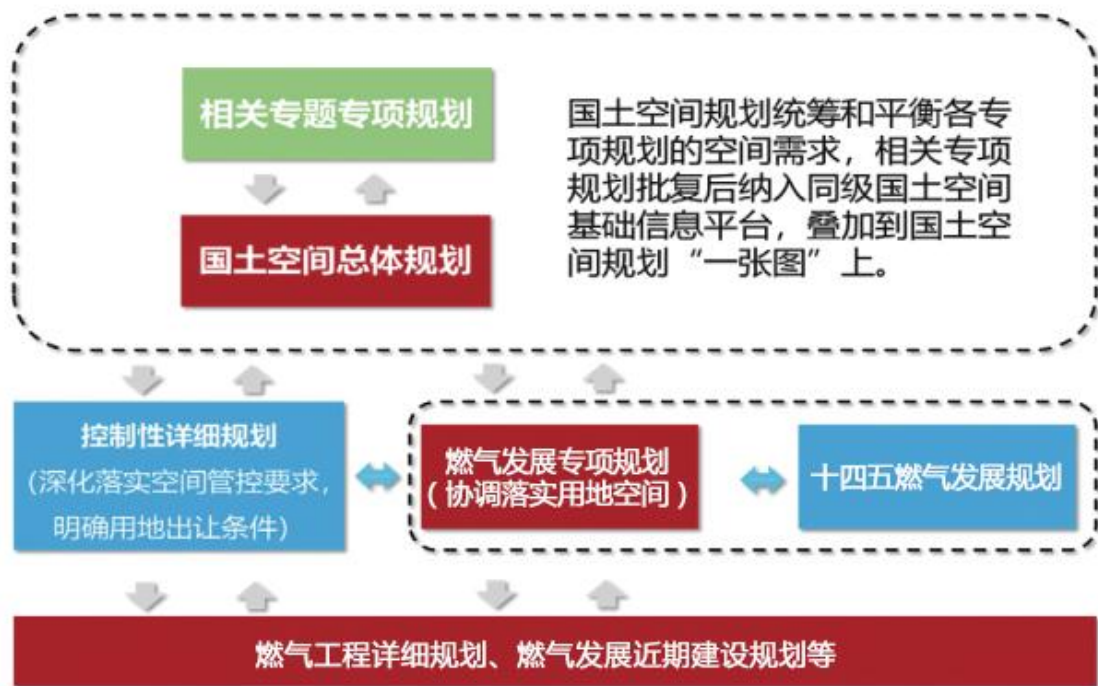 相关专题专项规划
国土空间总体规划
国土空间规划统筹和平衡各专
项规划的空间需求，相关专项
规划批复后纳入同级国土空间
基础信息平台，叠加到国土空
间规划“一张图”上。
控制性详细规划
(深化落实空间管控要求，
明确用地出让条件)
燃气发展专项规划
（协调落实用地空间）
十四五燃气发展规划
燃气工程详细规划、燃气发展近期建设规划等